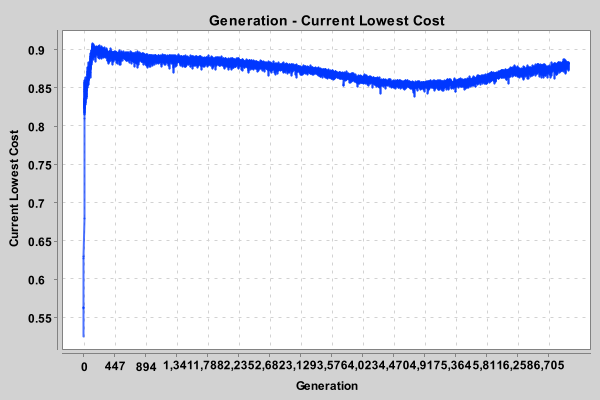 Generation - Current Lowest Cost
Current Lowest Cost
0.9
0.85
0.8
0.75
0.7
0.65
0.6
0.55
0 447 894 1,3411,7882,2352,6823,1293,5764,0234,4704,9175,3645,8116,2586,705
Generation